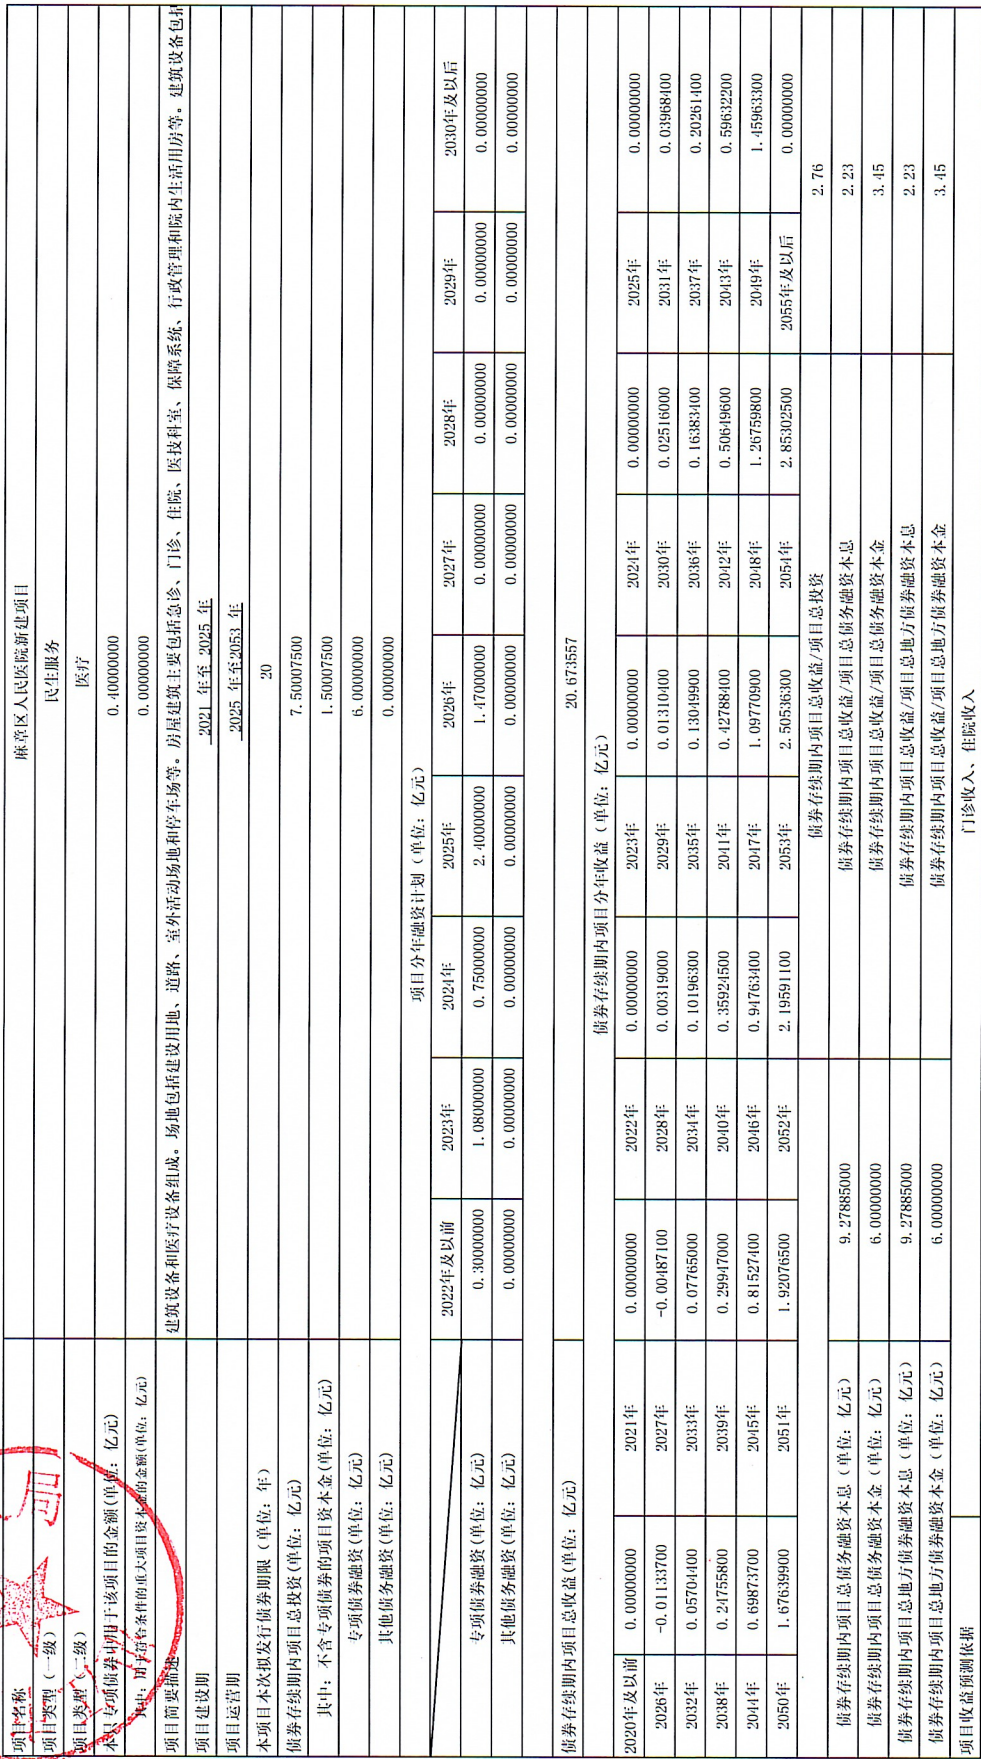 项目名称 麻章区人民医院新建项目
项目类型(一级) 民生服务
项目类型(二级) 医疗
本只专项债券中用于该项目的金额(单位:亿元) 0.40000000
其中:用于符合条件的重大项目资本金的金额(单位:亿元) 0.00000000
项目简要描述 建筑设备和医疗设备组成。场地包括建设用地、道路、室外活动场地和停车场等。房屋建筑主要包括急诊、门诊、住院、医技科室、保障系统、行政管理和院内生活用房等。建筑设备包括
项目建设期 2021 年至 2025 年
项目运营期 2025 年至2053 年
本项目本次拟发行债券期限(单位:年) 20
债券存续期内项目总投资(单位:亿元) 7.50007500
其中:不含专项债券的项目资本金(单位:亿元) 1.50007500
专项债券融资(单位:亿元) 6.00000000
其他债务融资(单位:亿元) 0.00000000
项目分年融资计划(单位:亿元)
2022年及以前 2023年 2024年 2025年 2026年 2027年 2028年 2029年 2030年及以后
专项债券融资(单位:亿元) 0.30000000 1.08000000 0.75000000 2.40000000 1.47000000 0.00000000 0.00000000 0.00000000 0.00000000
其他债务融资(单位:亿元) 0.00000000 0.00000000 0.00000000 0.00000000 0.00000000 0.00000000 0.00000000 0.00000000 0.00000000
债券存续期内项目总收益(单位:亿元) 20.673557
债券存续期内项目分年收益(单位:亿元)
2020年及以前 0.00000000 2021年 0.00000000 2022年 0.00000000 2023年 0.00000000 2024年 0.00000000 2025年 0.00000000
2026年 -0.01133700 2027年 -0.00487100 2028年 0.00319000 2029年 0.01310400 2030年 0.02516000 2031年 0.03968400
2032年 0.05704400 2033年 0.07765000 2034年 0.10196300 2035年 0.13049900 2036年 0.16383400 2037年 0.20261400
2038年 0.24755800 2039年 0.29947000 2040年 0.35924500 2041年 0.42788400 2042年 0.50649600 2043年 0.59632200
2044年 0.69873700 2045年 0.81527400 2046年 0.94763400 2047年 1.09770900 2048年 1.26759800 2049年 1.45963300
2050年 1.67639900 2051年 1.92076500 2052年 2.19591100 2053年 2.50536300 2054年 2.85302500 2055年及以后 0.00000000
债券存续期内项目总收益/项目总投资 2.76
债券存续期内项目总债务融资本息(单位:亿元) 9.27885000 债券存续期内项目总收益/项目总债务融资本息 2.23
债券存续期内项目总债务融资本金(单位:亿元) 6.00000000 债券存续期内项目总收益/项目总债务融资本金 3.45
债券存续期内项目总地方债券融资本息(单位:亿元) 9.27885000 债券存续期内项目总收益/项目总地方债券融资本息 2.23
债券存续期内项目总地方债券融资本金(单位:亿元) 6.00000000 债券存续期内项目总收益/项目总地方债券融资本金 3.45
项目收益预测依据 门诊收入、住院收入